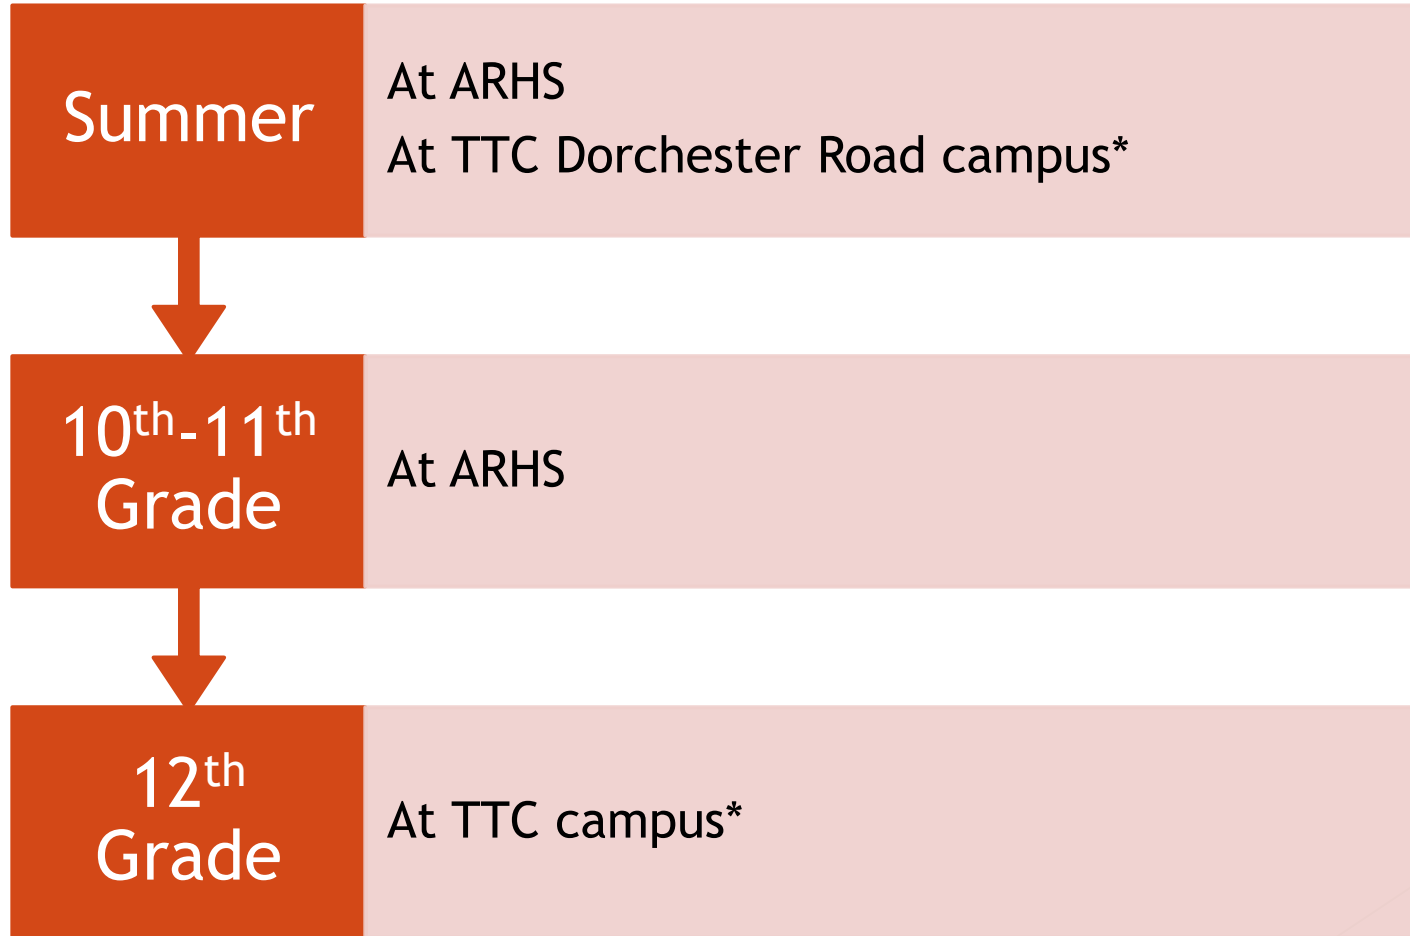 Summer
At ARHS
At TTC Dorchester Road campus*
10th-11th
Grade
At ARHS
12th
Grade
At TTC campus*